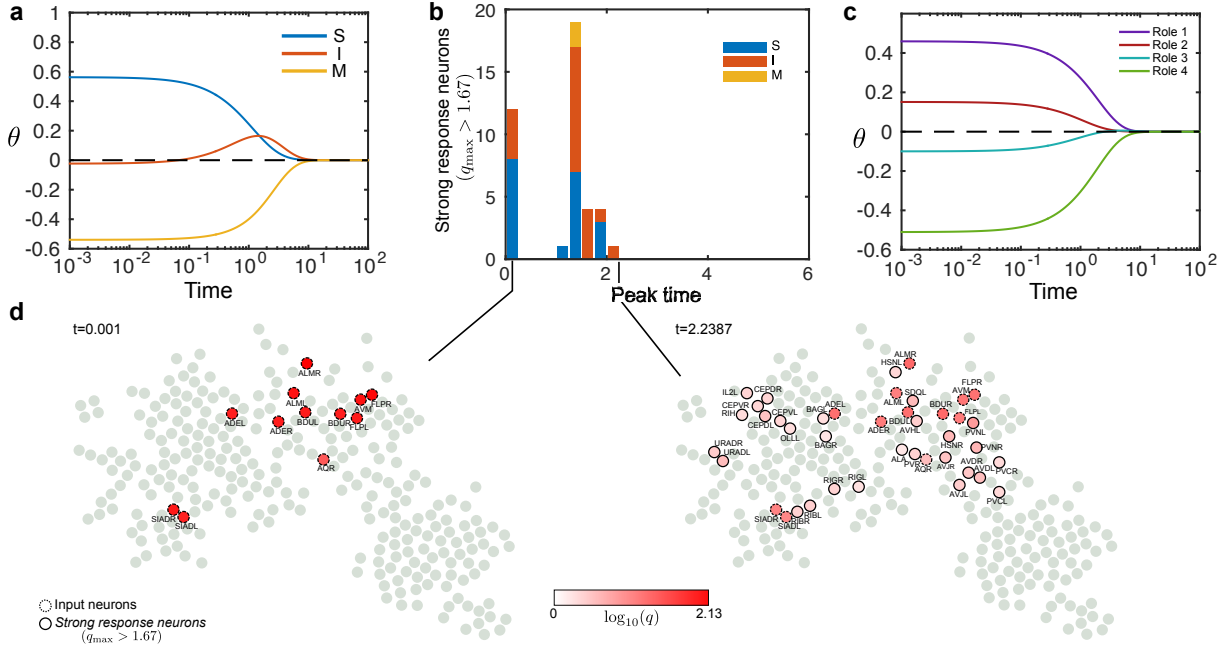 a
1
0.8
0.6
0.4
0.2
0
-0.2
-0.4
-0.6
θ
S
I
M
10^-3
10^-2
10^-1
10^0
10^1
10^2
Time
b
20
15
10
5
0
Strong response neurons
(q_max > 1.67)
S
I
M
0
2
4
6
Peak time
c
0.4
0.2
0
-0.2
-0.4
θ
Role 1
Role 2
Role 3
Role 4
10^-3
10^-2
10^-1
10^0
10^1
10^2
Time
d
t=0.001
ALMR
ALML
AVM
FLPR
ADEL
ADER
BDUL
BDUR
FLPL
AQR
SIADR
SIADL
t=2.2387
ALMR
HSNL
IL2L
CEPDR
CEPVR
RIH
CEPDL
CEPVL
OLLL
BAGL
ADEL
BAGR
ALML
SDQL
FLPR
AVM
ADER
BDUL
AVHL
BDUR
FLPL
PVNL
URADR
URADL
ALA
PVR
AQR
HSNR
AVJR
PVNR
AVDR
AVDL
PVCR
AVJL
PVCL
RIGR
RIGL
SIADR
SIADL
RIBR
RIBL
Input neurons
Strong response neurons
(q_max > 1.67)
0
log10(q)
2.13